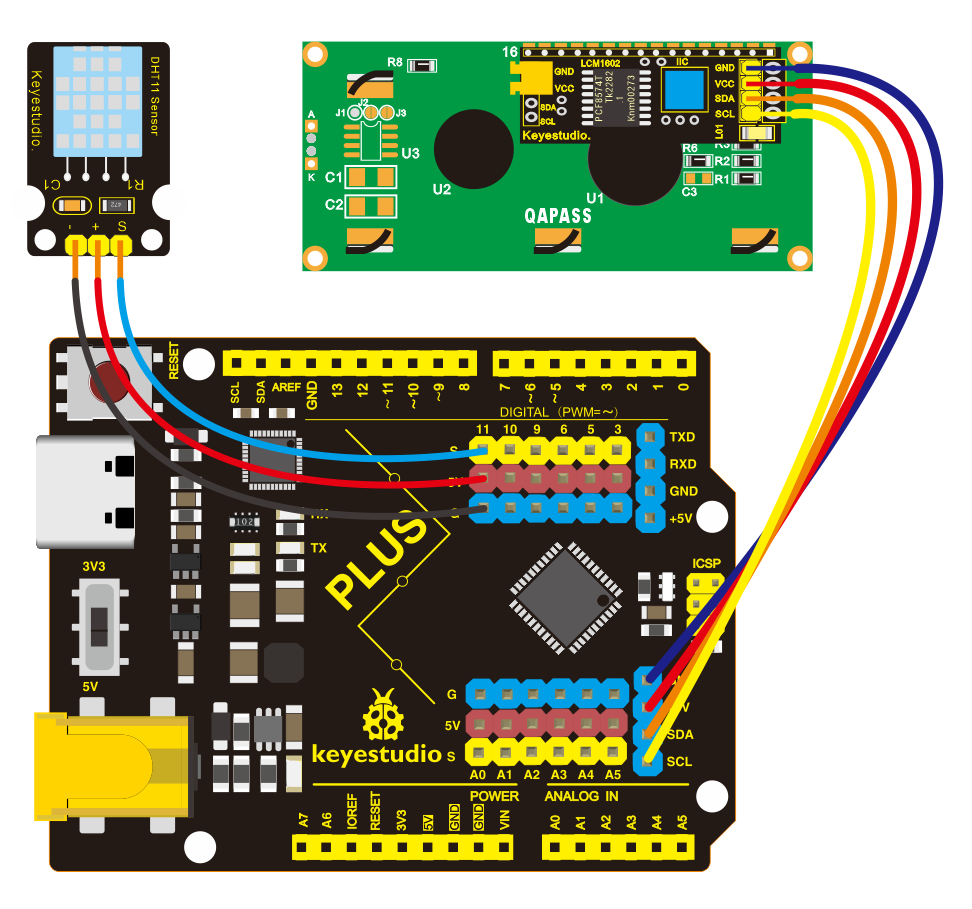 DHT11 Sensor
Keyestudio.
C1
R1
472
-
+
S
16
LCM1602
IIC
GND
VCC
SDA
SCL
PCF8574T
Tk2282
.1
Knm00273
GND
VCC
SDA
SCL
Keyestudio.
L01
R8
J1
J2
J3
A
K
U3
C1
C2
U2
U1
QAPASS
R6
C3
R3
R2
R1
RESET
SCL
SDA
AREF
GND
13
12
~11
~10
~9
8
7
~6
~5
4
3
2
1
0
DIGITAL (PWM=~)
11 10 9 6 5 3
S
5V
G
TXD
RXD
GND
+5V
RX
TX
102
PLUS
3V3
5V
ICSP
G
5V
S
SDA
SCL
keyestudio
A0 A1 A2 A3 A4 A5
POWER
ANALOG IN
A7
A6
IOREF
RESET
3V3
5V
GND
GND
VIN
A0
A1
A2
A3
A4
A5